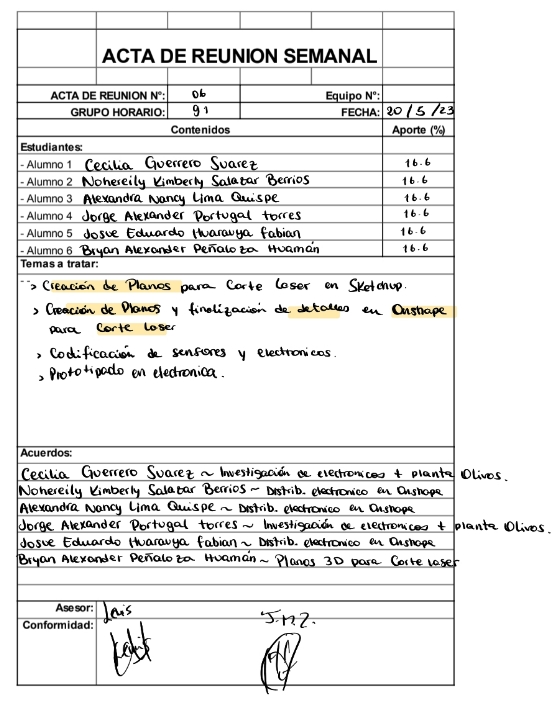 ACTA DE REUNION SEMANAL
ACTA DE REUNION N°: 06 Equipo N°:
GRUPO HORARIO: 91 FECHA: 20/5/23
Contenidos Aporte (%)
Estudiantes:
- Alumno 1 Cecilia Guerrero Suarez 16.6
- Alumno 2 Nohereily Kimberly Salazar Berrios 16.6
- Alumno 3 Alexandra Nancy Lima Quispe 16.6
- Alumno 4 Jorge Alexander Portugal torres 16.6
- Alumno 5 Josue Eduardo Huarauya fabian 16.6
- Alumno 6 Bryan Alexander Peñaloza Huamán 16.6
Temas a tratar:
-> Creación de Planos para Corte Laser en Sketchup.
> Creación de Planos y finalización de detalles en Onshape
para Corte laser
> Codificación de sensores y electronicos.
> Prototipado en electronica.
Acuerdos:
Cecilia Guerrero Suarez ~ Investigación de electronicos + planta Olivos.
Nohereily Kimberly Salazar Berrios ~ Distrib. electronico en Onshape
Alexandra Nancy Lima Quispe ~ Distrib. electronico en Onshape
Jorge Alexander Portugal torres ~ Investigación de electronicos + planta Olivos.
Josue Eduardo Huarauya fabian ~ Distrib. electronico en Onshape
Bryan Alexander Peñaloza Huamán ~ Planos 3D para Corte laser
Asesor: Luis
Conformidad: